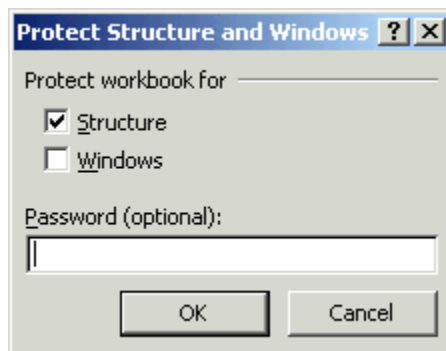 Protect Structure and Windows
Protect workbook for
Structure
Windows
Password (optional):
OK
Cancel